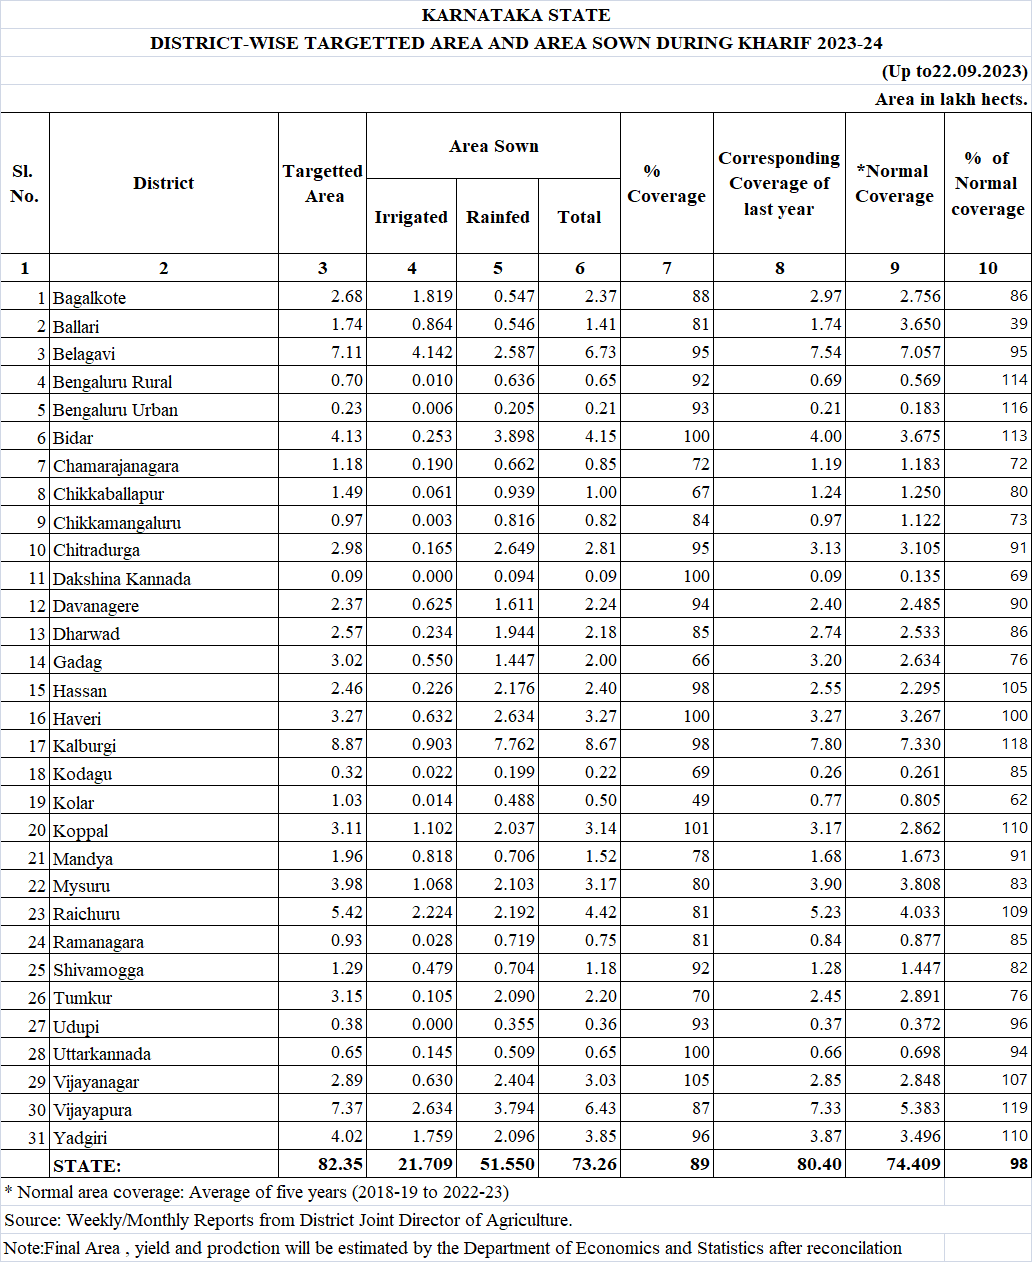 KARNATAKA STATE
DISTRICT-WISE TARGETTED AREA AND AREA SOWN DURING KHARIF 2023-24
(Up to22.09.2023)
Area in lakh hects.
Sl. No. District Targetted Area Area Sown Irrigated Rainfed Total % Coverage Corresponding Coverage of last year *Normal Coverage % of Normal coverage
1 2 3 4 5 6 7 8 9 10
1 Bagalkote 2.68 1.819 0.547 2.37 88 2.97 2.756 86
2 Ballari 1.74 0.864 0.546 1.41 81 1.74 3.650 39
3 Belagavi 7.11 4.142 2.587 6.73 95 7.54 7.057 95
4 Bengaluru Rural 0.70 0.010 0.636 0.65 92 0.69 0.569 114
5 Bengaluru Urban 0.23 0.006 0.205 0.21 93 0.21 0.183 116
6 Bidar 4.13 0.253 3.898 4.15 100 4.00 3.675 113
7 Chamarajanagara 1.18 0.190 0.662 0.85 72 1.19 1.183 72
8 Chikkaballapur 1.49 0.061 0.939 1.00 67 1.24 1.250 80
9 Chikkamangaluru 0.97 0.003 0.816 0.82 84 0.97 1.122 73
10 Chitradurga 2.98 0.165 2.649 2.81 95 3.13 3.105 91
11 Dakshina Kannada 0.09 0.000 0.094 0.09 100 0.09 0.135 69
12 Davanagere 2.37 0.625 1.611 2.24 94 2.40 2.485 90
13 Dharwad 2.57 0.234 1.944 2.18 85 2.74 2.533 86
14 Gadag 3.02 0.550 1.447 2.00 66 3.20 2.634 76
15 Hassan 2.46 0.226 2.176 2.40 98 2.55 2.295 105
16 Haveri 3.27 0.632 2.634 3.27 100 3.27 3.267 100
17 Kalburgi 8.87 0.903 7.762 8.67 98 7.80 7.330 118
18 Kodagu 0.32 0.022 0.199 0.22 69 0.26 0.261 85
19 Kolar 1.03 0.014 0.488 0.50 49 0.77 0.805 62
20 Koppal 3.11 1.102 2.037 3.14 101 3.17 2.862 110
21 Mandya 1.96 0.818 0.706 1.52 78 1.68 1.673 91
22 Mysuru 3.98 1.068 2.103 3.17 80 3.90 3.808 83
23 Raichuru 5.42 2.224 2.192 4.42 81 5.23 4.033 109
24 Ramanagara 0.93 0.028 0.719 0.75 81 0.84 0.877 85
25 Shivamogga 1.29 0.479 0.704 1.18 92 1.28 1.447 82
26 Tumkur 3.15 0.105 2.090 2.20 70 2.45 2.891 76
27 Udupi 0.38 0.000 0.355 0.36 93 0.37 0.372 96
28 Uttarkannada 0.65 0.145 0.509 0.65 100 0.66 0.698 94
29 Vijayanagar 2.89 0.630 2.404 3.03 105 2.85 2.848 107
30 Vijayapura 7.37 2.634 3.794 6.43 87 7.33 5.383 119
31 Yadgiri 4.02 1.759 2.096 3.85 96 3.87 3.496 110
STATE: 82.35 21.709 51.550 73.26 89 80.40 74.409 98
* Normal area coverage: Average of five years (2018-19 to 2022-23)
Source: Weekly/Monthly Reports from District Joint Director of Agriculture.
Note:Final Area , yield and prodction will be estimated by the Department of Economics and Statistics after reconcilation